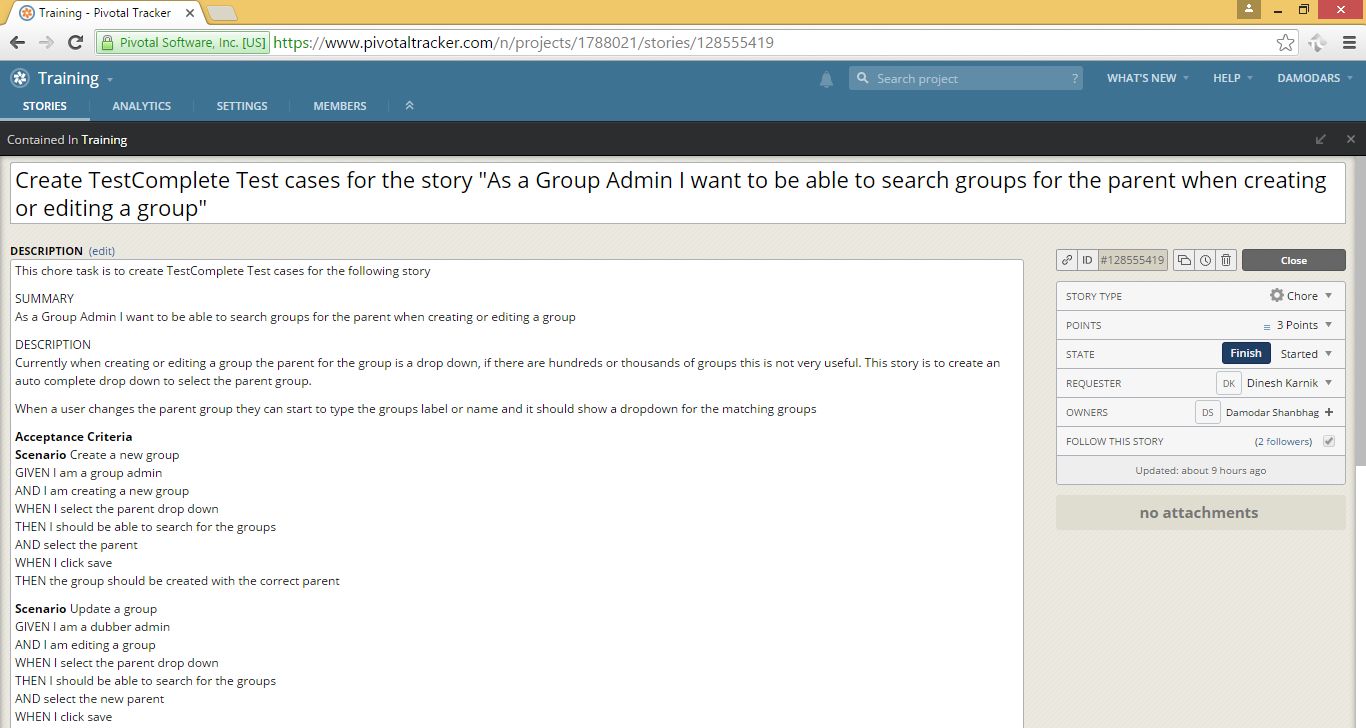 Training - Pivotal Tracker
Pivotal Software, Inc. [US] https://www.pivotaltracker.com/n/projects/1788021/stories/128555419
Training
Search project ?
WHAT'S NEW HELP DAMODARS
STORIES ANALYTICS SETTINGS MEMBERS
Contained In Training
Create TestComplete Test cases for the story "As a Group Admin I want to be able to search groups for the parent when creating
or editing a group"
DESCRIPTION (edit)
This chore task is to create TestComplete Test cases for the following story
SUMMARY
As a Group Admin I want to be able to search groups for the parent when creating or editing a group
DESCRIPTION
Currently when creating or editing a group the parent for the group is a drop down, if there are hundreds or thousands of groups this is not very useful. This story is to create an
auto complete drop down to select the parent group.
When a user changes the parent group they can start to type the groups label or name and it should show a dropdown for the matching groups
Acceptance Criteria
Scenario Create a new group
GIVEN I am a group admin
AND I am creating a new group
WHEN I select the parent drop down
THEN I should be able to search for the groups
AND select the parent
WHEN I click save
THEN the group should be created with the correct parent
Scenario Update a group
GIVEN I am a dubber admin
AND I am editing a group
WHEN I select the parent drop down
THEN I should be able to search for the groups
AND select the new parent
WHEN I click save
ID #128555419 Close
STORY TYPE Chore
POINTS 3 Points
STATE Finish Started
REQUESTER DK Dinesh Karnik
OWNERS DS Damodar Shanbhag +
FOLLOW THIS STORY (2 followers)
Updated: about 9 hours ago
no attachments